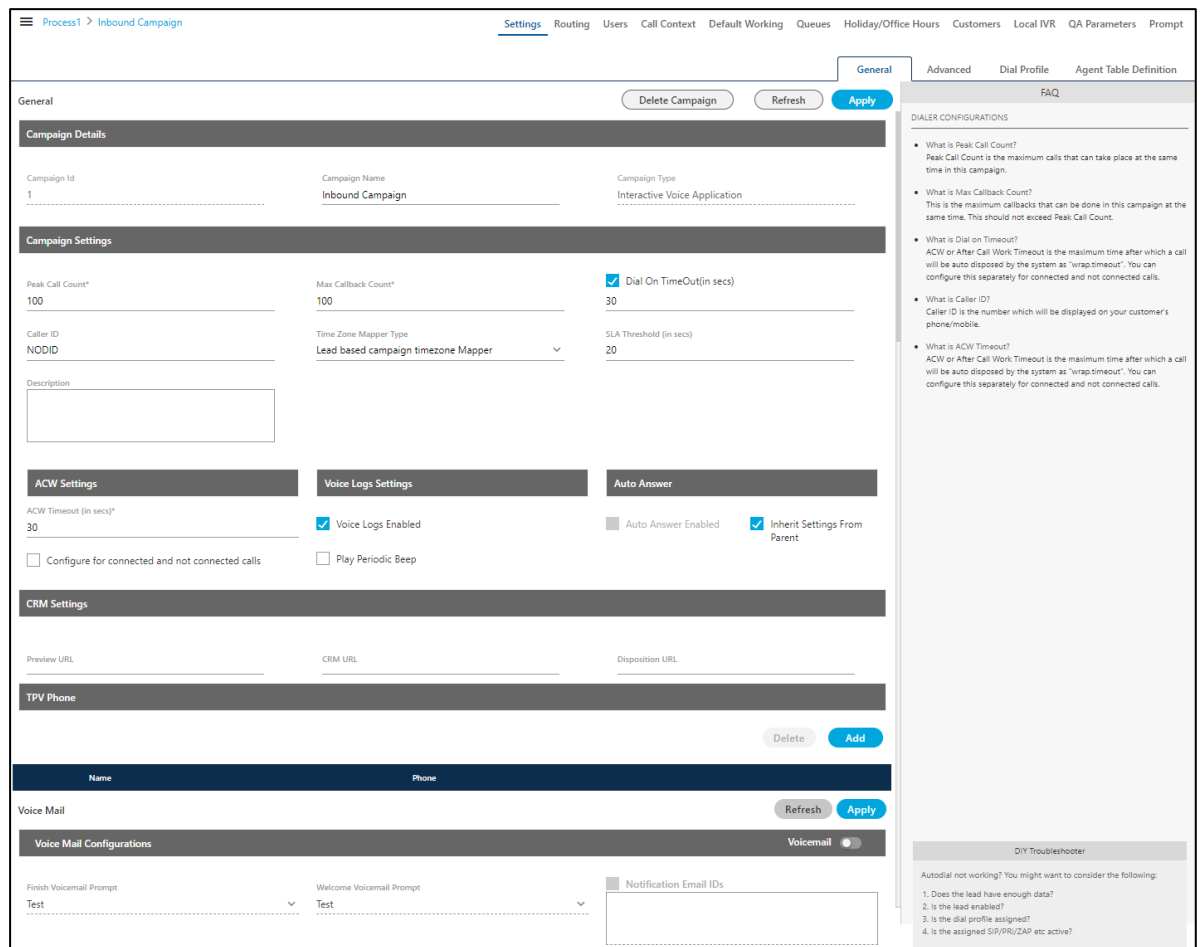 Process1 > Inbound Campaign
Settings Routing Users Call Context Default Working Queues Holiday/Office Hours Customers Local IVR QA Parameters Prompt
General Advanced Dial Profile Agent Table Definition
General
Delete Campaign Refresh Apply
Campaign Details
Campaign Id Campaign Name Campaign Type
1 Inbound Campaign Interactive Voice Application
Campaign Settings
Peak Call Count* Max Callback Count* Dial On TimeOut(in secs)
100 100 30
Caller ID Time Zone Mapper Type SLA Threshold (in secs)
NODID Lead based campaign timezone Mapper 20
Description
ACW Settings Voice Logs Settings Auto Answer
ACW Timeout (in secs)*
30
Voice Logs Enabled Auto Answer Enabled Inherit Settings From
Parent
Configure for connected and not connected calls Play Periodic Beep
CRM Settings
Preview URL CRM URL Disposition URL
TPV Phone
Delete Add
Name Phone
Voice Mail Refresh Apply
Voice Mail Configurations Voicemail
Finish Voicemail Prompt Welcome Voicemail Prompt Notification Email IDs
Test Test
FAQ
DIALER CONFIGURATIONS
What is Peak Call Count?
Peak Call Count is the maximum calls that can take place at the same
time in this campaign.
What is Max Callback Count?
This is the maximum callbacks that can be done in this campaign at the
same time. This should not exceed Peak Call Count.
What is Dial on Timeout?
ACW or After Call Work Timeout is the maximum time after which a call
will be auto disposed by the system as "wrap.timeout". You can
configure this separately for connected and not connected calls.
What is Caller ID?
Caller ID is the number which will be displayed on your customer's
phone/mobile.
What is ACW Timeout?
ACW or After Call Work Timeout is the maximum time after which a call
will be auto disposed by the system as "wrap.timeout". You can
configure this separately for connected and not connected calls.
DIY Troubleshooter
Autodial not working? You might want to consider the following:
1. Does the lead have enough data?
2. Is the lead enabled?
3. Is the dial profile assigned?
4. Is the assigned SIP/PRI/ZAP etc active?